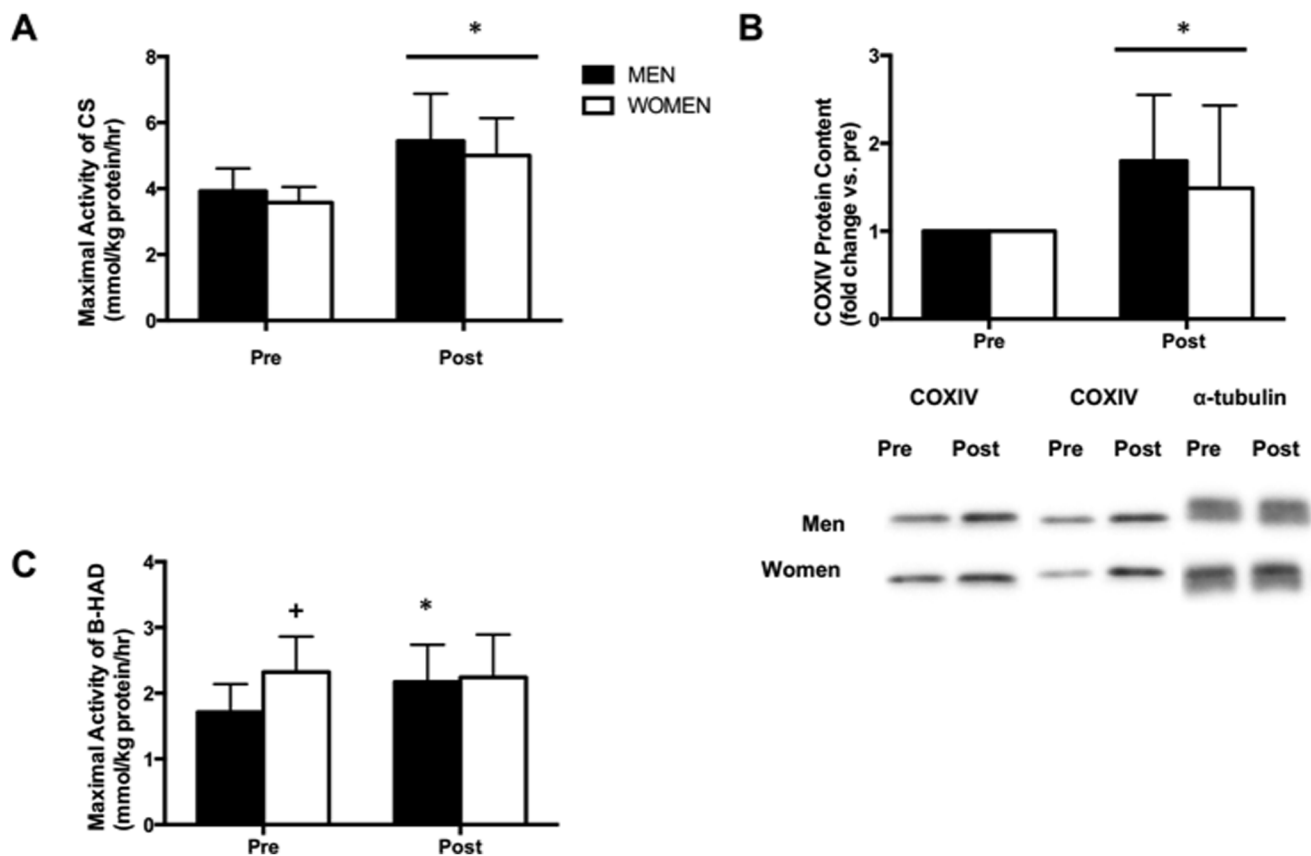 A
Maximal Activity of CS
(mmol/kg protein/hr)
8
6
4
2
0
*
Pre
Post
MEN
WOMEN
B
COXIV Protein Content
(fold change vs. pre)
3
2
1
0
*
Pre
Post
COXIV COXIV α-tubulin
Pre Post Pre Post Pre Post
Men
Women
C
Maximal Activity of B-HAD
(mmol/kg protein/hr)
4
3
2
1
0
+
*
Pre
Post